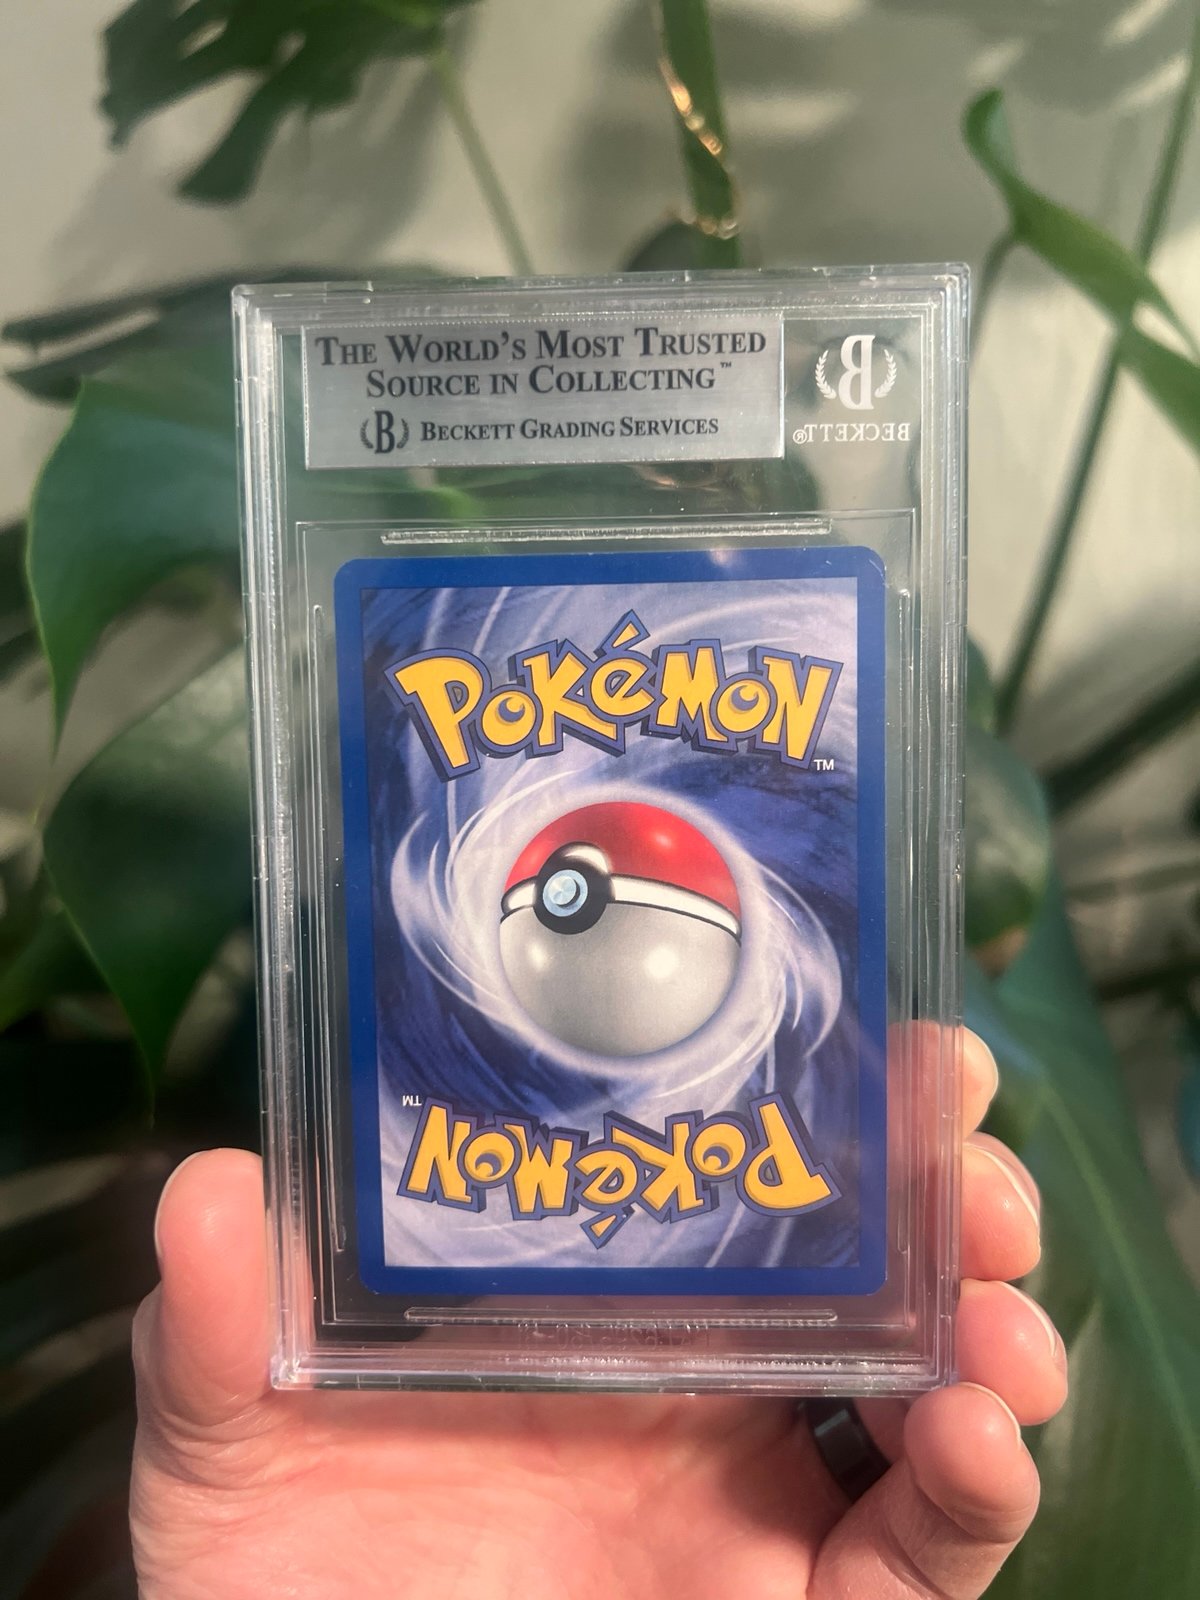 THE WORLD'S MOST TRUSTED
SOURCE IN COLLECTING™
B BECKETT GRADING SERVICES
B
BECKETT®
POKéMON
TM
TM
POKéMON